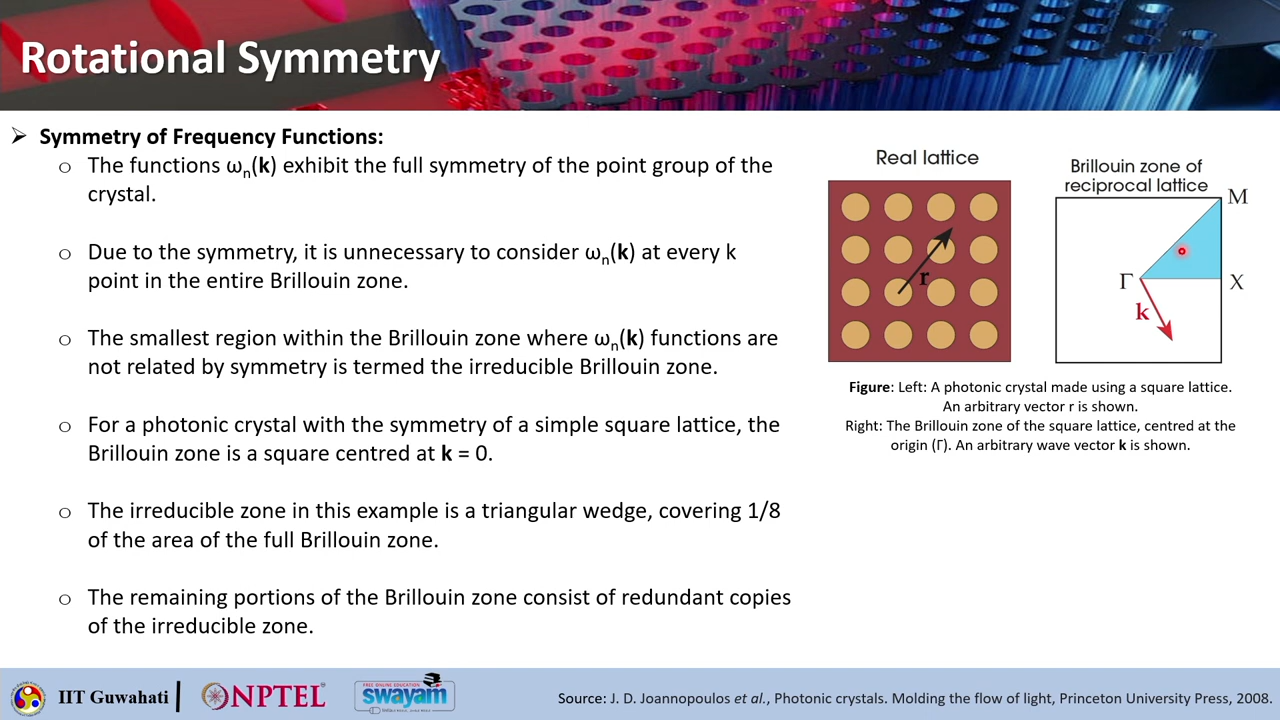 Rotational Symmetry
➢ Symmetry of Frequency Functions:
o The functions ωn(k) exhibit the full symmetry of the point group of the
crystal.
o Due to the symmetry, it is unnecessary to consider ωn(k) at every k
point in the entire Brillouin zone.
o The smallest region within the Brillouin zone where ωn(k) functions are
not related by symmetry is termed the irreducible Brillouin zone.
o For a photonic crystal with the symmetry of a simple square lattice, the
Brillouin zone is a square centred at k = 0.
o The irreducible zone in this example is a triangular wedge, covering 1/8
of the area of the full Brillouin zone.
o The remaining portions of the Brillouin zone consist of redundant copies
of the irreducible zone.
Real lattice
r
Brillouin zone of
reciprocal lattice
M
Γ
X
k
Figure: Left: A photonic crystal made using a square lattice.
An arbitrary vector r is shown.
Right: The Brillouin zone of the square lattice, centred at the
origin (Γ). An arbitrary wave vector k is shown.
IIT Guwahati
NPTEL
FREE ONLINE EDUCATION
swayam
Source: J. D. Joannopoulos et al., Photonic crystals. Molding the flow of light, Princeton University Press, 2008.